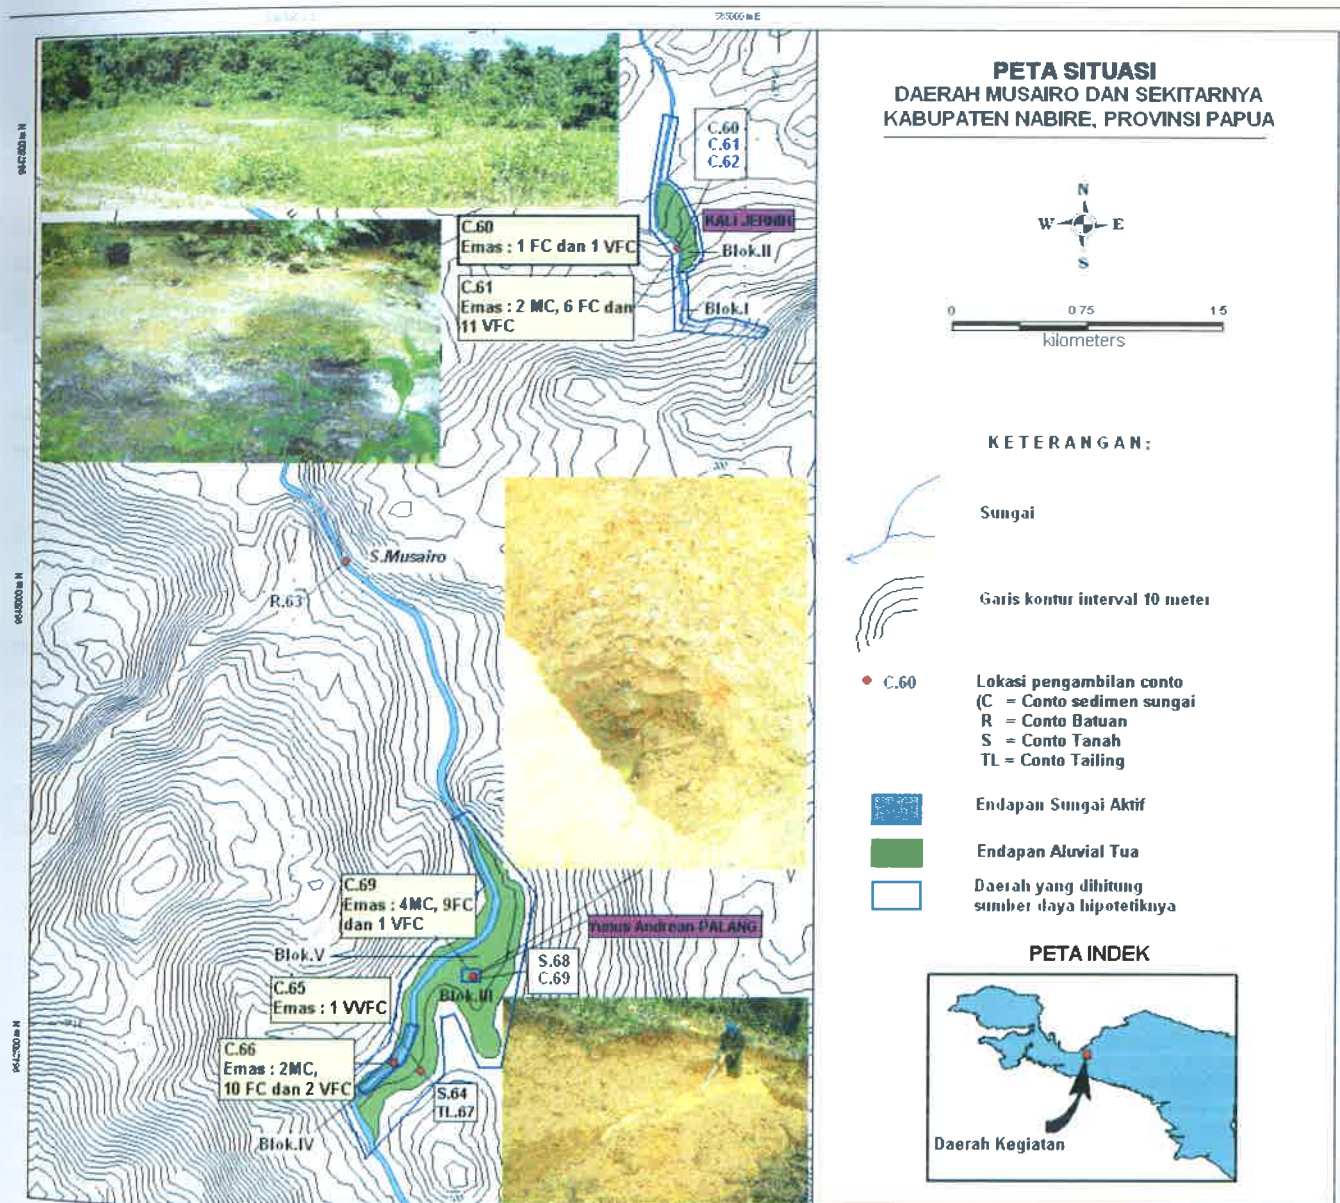 PETA SITUASI
DAERAH MUSAIRO DAN SEKITARNYA
KABUPATEN NABIRE, PROVINSI PAPUA
N
W
E
S
0
0.75
1.5
kilometers
KETERANGAN:
Sungai
Garis kontur interval 10 meter
C.60
Lokasi pengambilan conto
(C = Conto sedimen sungai
R = Conto Batuan
S = Conto Tanah
TL = Conto Tailing
Endapan Sungai Aktif
Endapan Aluvial Tua
Daerah yang dihitung
sumber daya hipotetiknya
PETA INDEK
Daerah Kegiatan
C.60
C.61
C.62
KALI JERNIH
C.60
Emas : 1 FC dan 1 VFC
Blok.II
C.61
Emas : 2 MC, 6 FC dan
11 VFC
Blok.I
S.Musairo
R.63
C.69
Emas : 4MC, 9FC
dan 1 VFC
Yunus Andrean-PALANG
Blok.V
S.68
C.69
C.65
Emas : 1 VVFC
Blok.III
C.66
Emas : 2MC,
10 FC dan 2 VFC
S.64
TL.67
Blok.IV